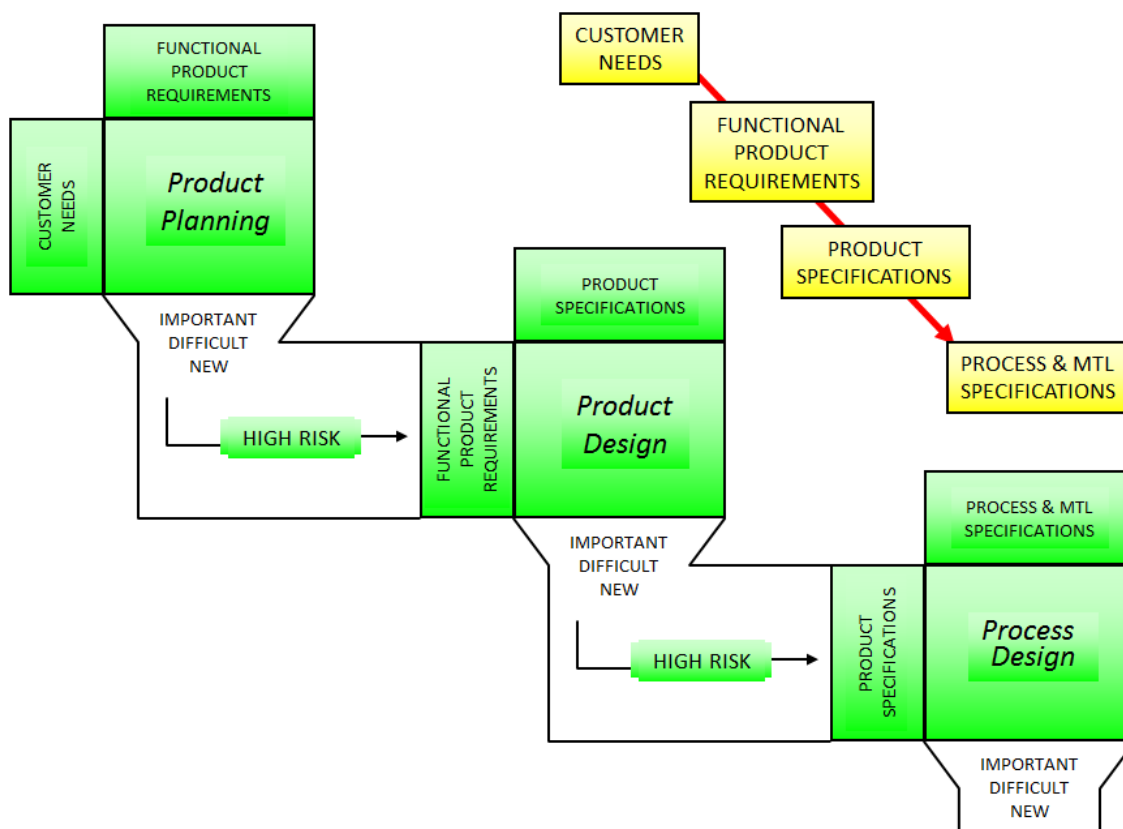 FUNCTIONAL
PRODUCT
REQUIREMENTS
CUSTOMER
NEEDS
Product
Planning
IMPORTANT
DIFFICULT
NEW
HIGH RISK
CUSTOMER
NEEDS
FUNCTIONAL
PRODUCT
REQUIREMENTS
PRODUCT
SPECIFICATIONS
PROCESS & MTL
SPECIFICATIONS
PRODUCT
SPECIFICATIONS
FUNCTIONAL
PRODUCT
REQUIREMENTS
Product
Design
IMPORTANT
DIFFICULT
NEW
HIGH RISK
PROCESS & MTL
SPECIFICATIONS
PRODUCT
SPECIFICATIONS
Process
Design
IMPORTANT
DIFFICULT
NEW